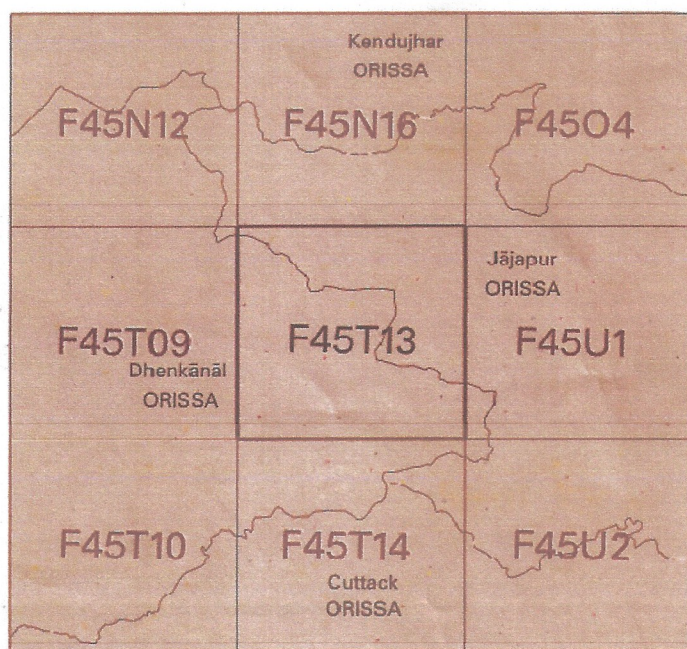 Kendujhar
ORISSA
F45N12
F45N16
F45O4
Jājapur
ORISSA
F45T09
F45T13
F45U1
Dhenkānāl
ORISSA
F45T10
F45T14
F45U2
Cuttack
ORISSA